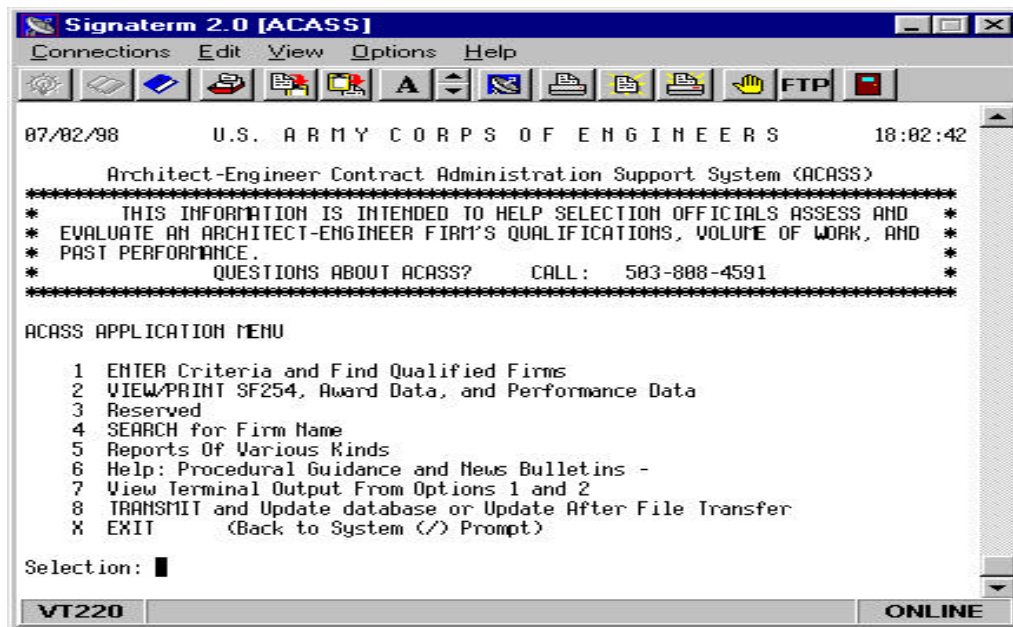 Signaterm 2.0 [ACASS]
Connections Edit View Options Help
A FTP
07/02/98 U.S. A R M Y C O R P S O F E N G I N E E R S 18:02:42
Architect-Engineer Contract Administration Support System (ACASS)
********************************************************************************
* THIS INFORMATION IS INTENDED TO HELP SELECTION OFFICIALS ASSESS AND *
* EVALUATE AN ARCHITECT-ENGINEER FIRM'S QUALIFICATIONS, VOLUME OF WORK, AND *
* PAST PERFORMANCE. *
* QUESTIONS ABOUT ACASS? CALL: 503-808-4591 *
********************************************************************************
ACASS APPLICATION MENU
1 ENTER Criteria and Find Qualified Firms
2 VIEW/PRINT SF254, Award Data, and Performance Data
3 Reserved
4 SEARCH for Firm Name
5 Reports Of Various Kinds
6 Help: Procedural Guidance and News Bulletins -
7 View Terminal Output From Options 1 and 2
8 TRANSMIT and Update database or Update After File Transfer
X EXIT (Back to System (/) Prompt)
Selection:
VT220 ONLINE